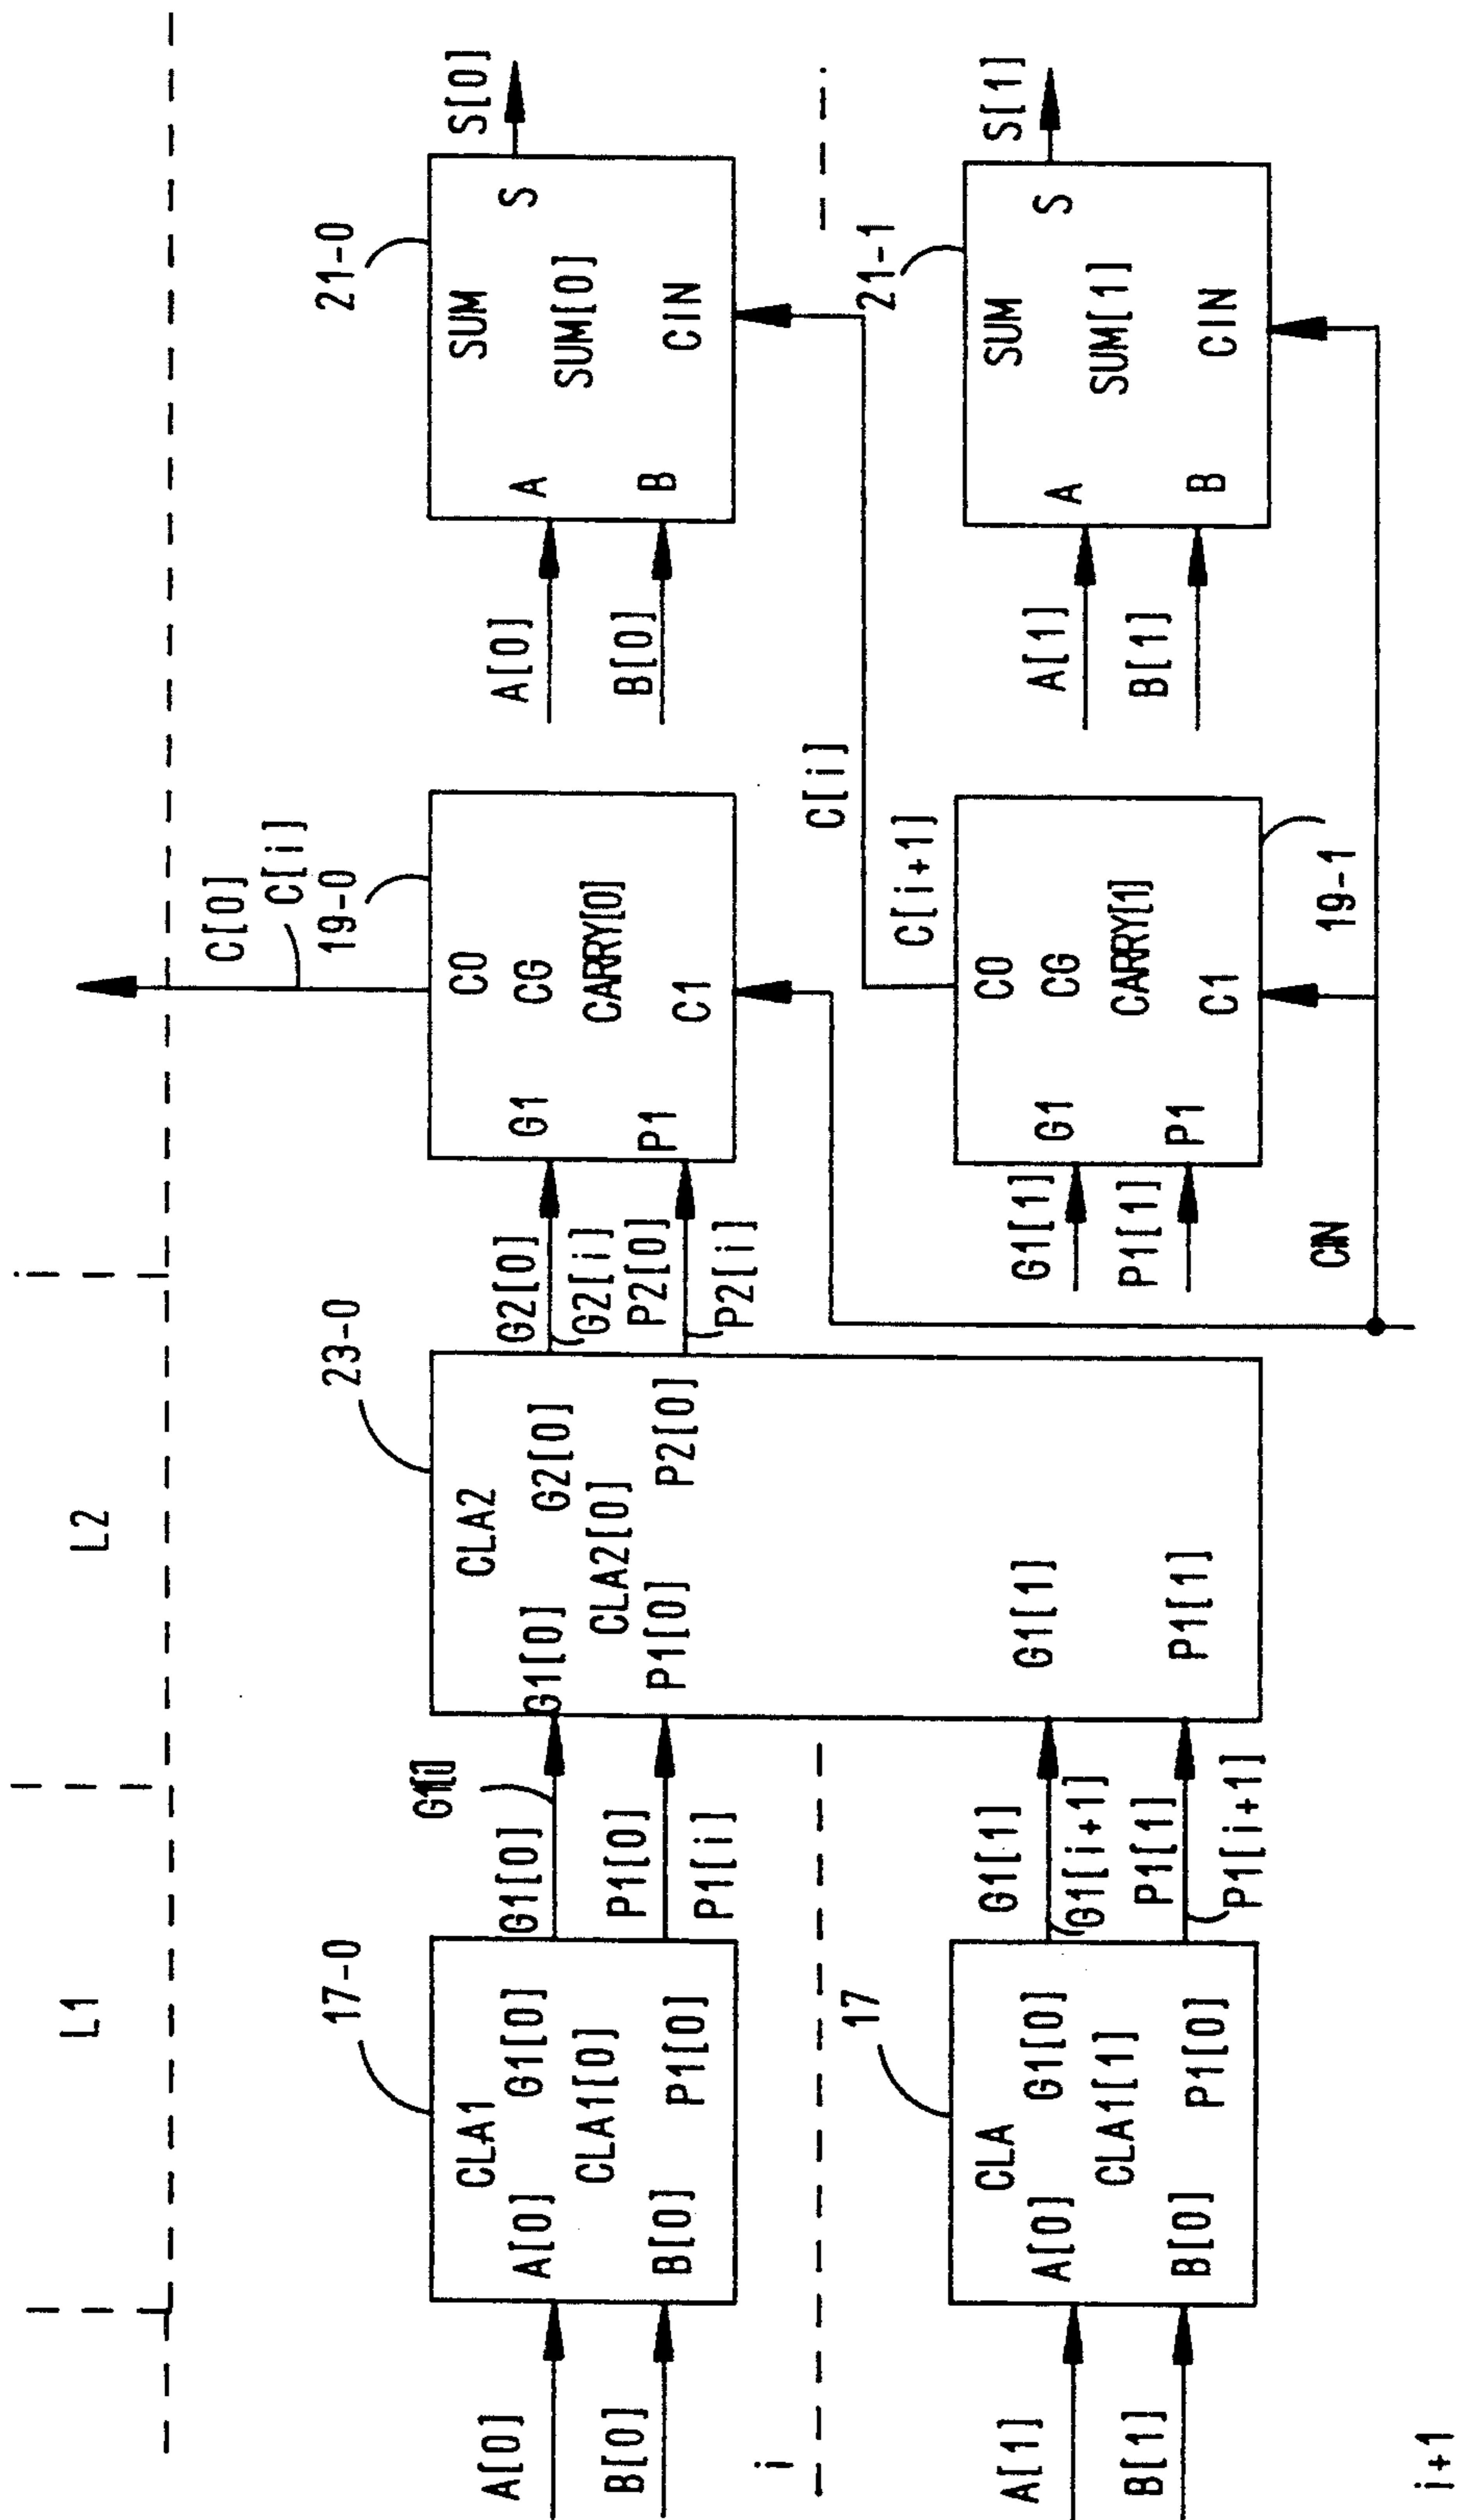 L1
L2
17-0
23-0
19-0
21-0
A[0]
B[0]
CLA1
A[0]
G1[0]
CLA1[0]
B[0]
P1[0]
G1[0]
P1[0]
P1[i]
CLA2
G1[0]
G2[0]
CLA2[0]
P1[0]
P2[0]
G1[1]
P1[1]
G2[0]
G2[i]
P2[0]
P2[i]
C[0]
C[i]
CO
G1
CG
CARRY[0]
P1
C1
A[0]
B[0]
SUM
A
S
SUM[0]
B
CIN
S[0]
i
17
21-1
A[1]
B[1]
CLA
A[0]
G1[0]
CLA1[1]
B[0]
P1[0]
G1[1]
G1[i+1]
P1[1]
P1[i+1]
C[i]
C[i+1]
G1[1]
P1[1]
CO
G1
CG
CARRY[1]
P1
C1
19-1
CIN
A[1]
B[1]
SUM
A
S
SUM[1]
B
CIN
S[1]
i+1